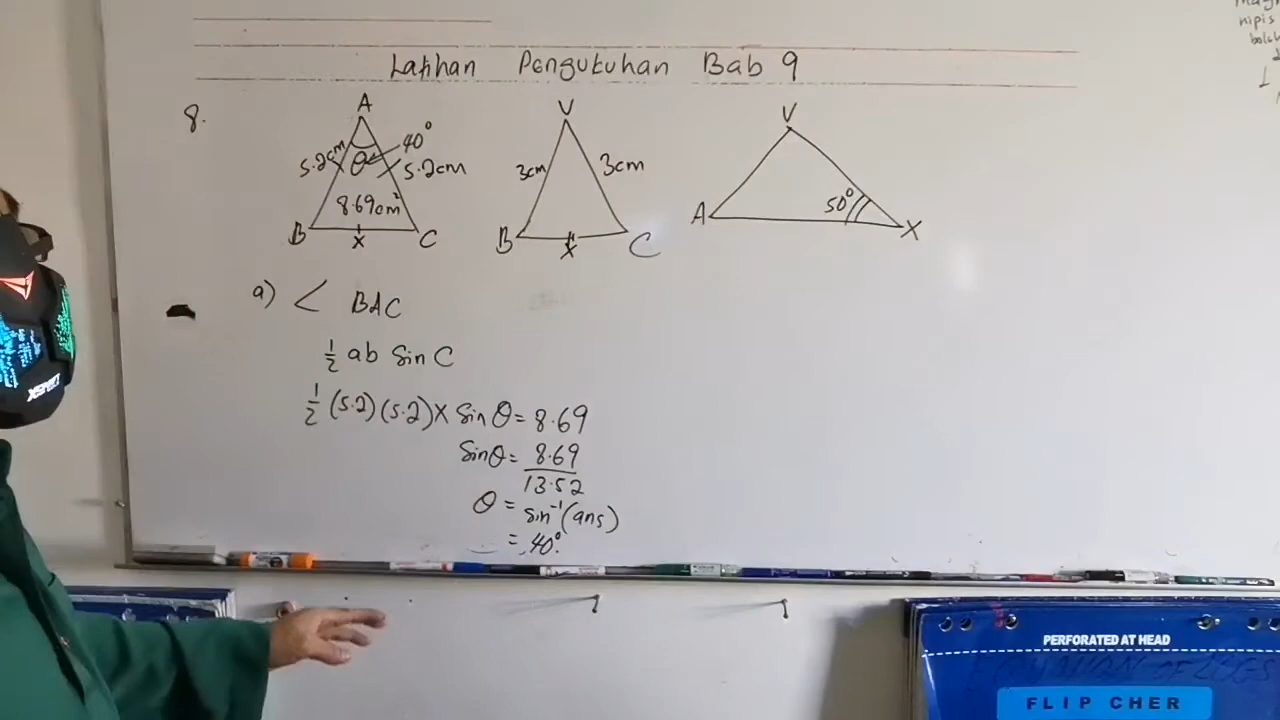 Latihan Pengukuhan Bab 9
8.
A
40°
5.2cm
θ
5.2cm
8.69cm²
B
x
C
V
3cm
3cm
B
x
C
V
50°
A
X
a) < BAC
½ ab Sin C
½ (5.2)(5.2) x Sin θ = 8.69
Sin θ = 8.69
13.52
θ = sin⁻¹ (ans)
= 40°.
nipis
PERFORATED AT HEAD
FLIP CHER